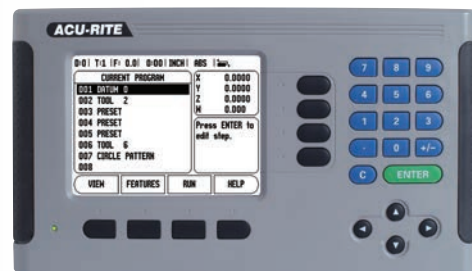 ACU-RITE
D:0 T:1 F: 0.0 0:00 INCH ABS
CURRENT PROGRAM
001 DATUM 0
002 TOOL 2
003 PRESET
004 PRESET
005 PRESET
006 TOOL 6
007 CIRCLE PATTERN
008
X 0.0000
Y 0.0000
Z 0.0000
W 0.000
Press ENTER to
edit step.
VIEW FEATURES RUN HELP
7 8 9
4 5 6
1 2 3
. 0 +/-
C ENTER